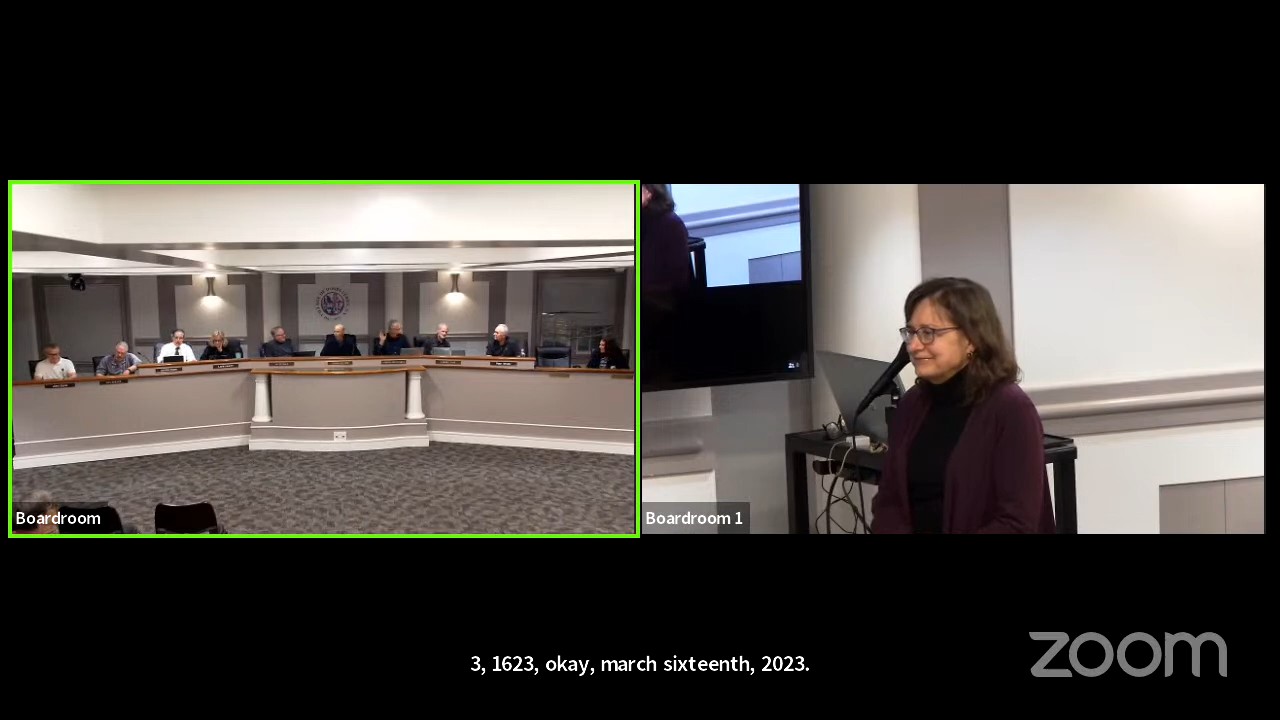 Boardroom
Boardroom 1
3, 1623, okay, march sixteenth, 2023.
zoom